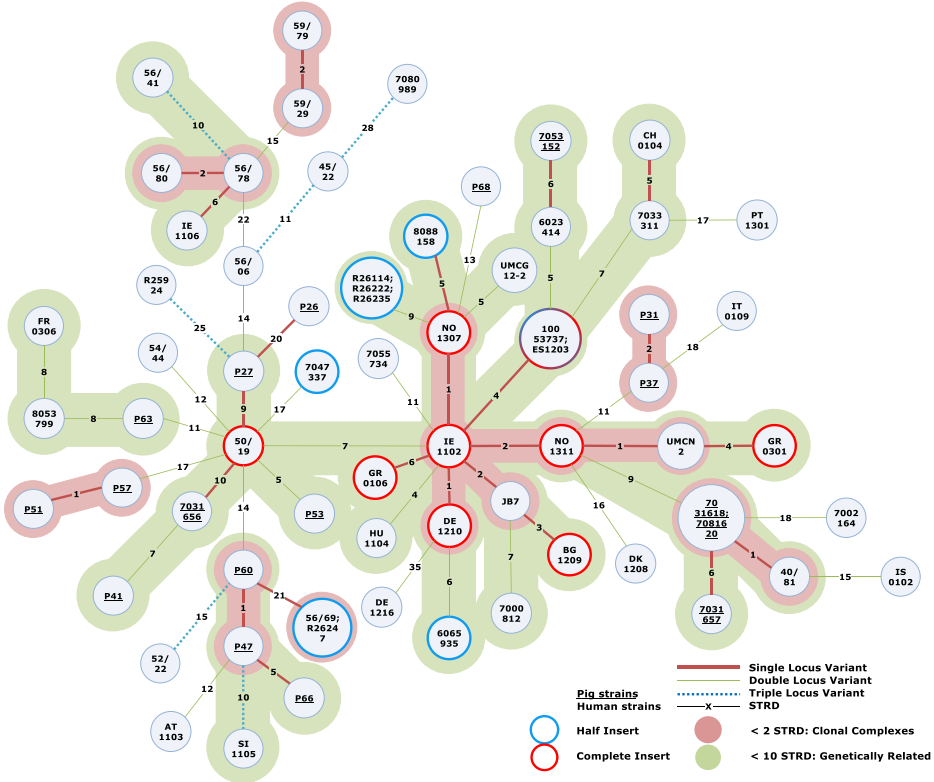 59/
79
2
59/
29
15
56/
41
10
56/
80
2
56/
78
6
IE
1106
22
7080
989
28
45/
22
11
56/
06
14
R259
24
25
P26
20
P27
54/
44
12
9
7047
337
17
FR
0306
8
8053
799
8
P63
11
50/
19
7
P51
1
P57
17
7031
656
10
7
P41
5
P53
14
P60
21
1
15
52/
22
56/69;
R2624
7
P47
5
P66
12
AT
1103
10
SI
1105
P68
13
8088
158
5
R26114;
R26222;
R26235
9
UMCG
12-2
5
NO
1307
7055
734
11
1
7053
152
6
6023
414
5
CH
0104
5
7033
311
17
PT
1301
7
100
53737;
ES1203
4
P31
2
P37
IT
0109
18
11
IE
1102
2
NO
1311
1
UMCN
2
4
GR
0301
GR
0106
6
4
HU
1104
1
DE
1210
35
DE
1216
6
6065
935
2
JB7
3
BG
1209
7
7000
812
16
DK
1208
9
70
31618;
70816
20
18
7002
164
1
40/
81
15
IS
0102
6
7031
657
Single Locus Variant
Double Locus Variant
Triple Locus Variant
x STRD
Pig strains
Human strains
Half Insert
Complete Insert
< 2 STRD: Clonal Complexes
< 10 STRD: Genetically Related